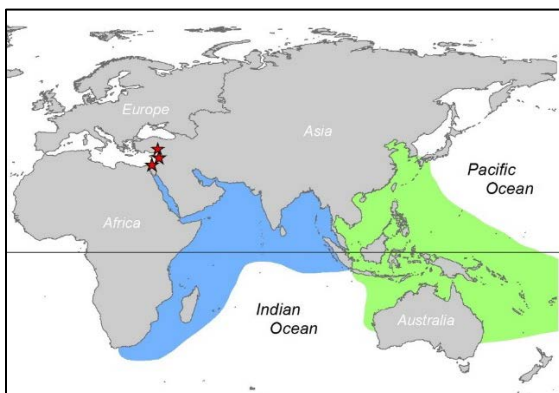 Europe
Asia
Pacific
Ocean
Africa
Indian
Ocean
Australia